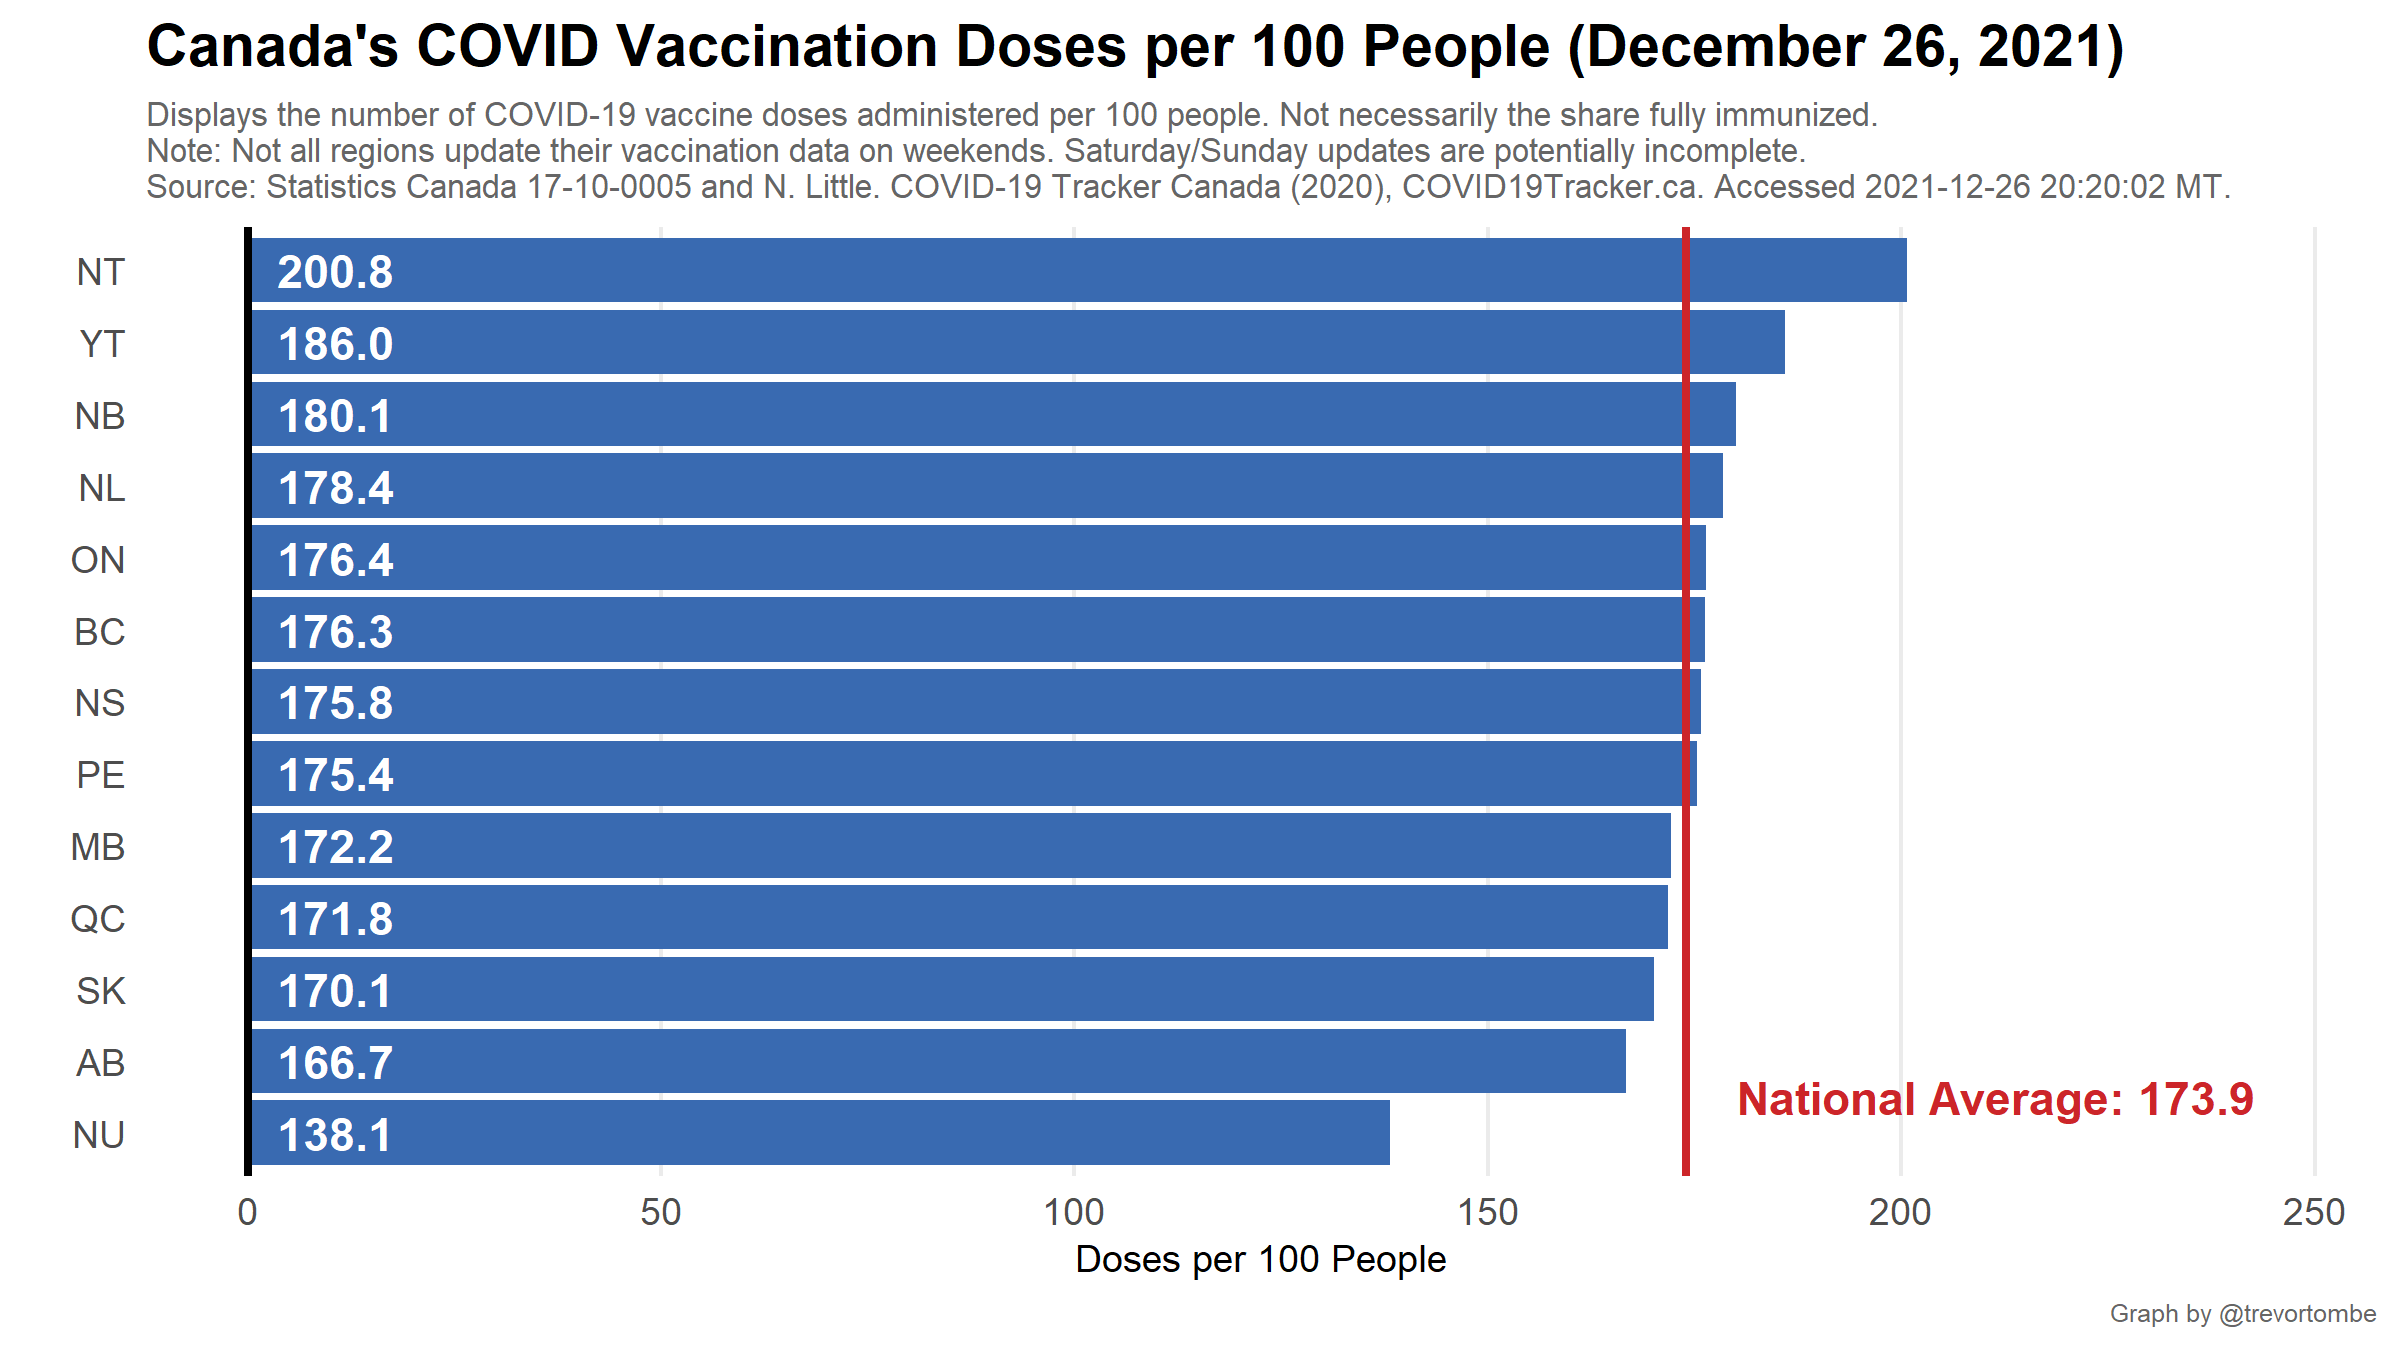 Canada's COVID Vaccination Doses per 100 People (December 26, 2021)
Displays the number of COVID-19 vaccine doses administered per 100 people. Not necessarily the share fully immunized.
Note: Not all regions update their vaccination data on weekends. Saturday/Sunday updates are potentially incomplete.
Source: Statistics Canada 17-10-0005 and N. Little. COVID-19 Tracker Canada (2020), COVID19Tracker.ca. Accessed 2021-12-26 20:20:02 MT.
NT 200.8
YT 186.0
NB 180.1
NL 178.4
ON 176.4
BC 176.3
NS 175.8
PE 175.4
MB 172.2
QC 171.8
SK 170.1
AB 166.7
National Average: 173.9
NU 138.1
0 50 100 150 200 250
Doses per 100 People
Graph by @trevortombe